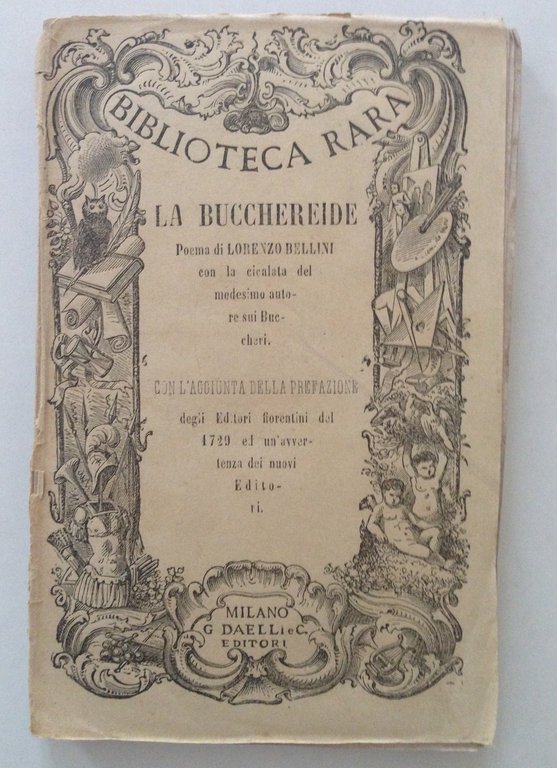 BIBLIOTECA RARA
LA BUCCHEREIDE
Poema di LORENZO BELLINI
con la cicalata del
medesimo auto-
re sui Buc-
cheri.
CON L'AGGIUNTA DELLA PREFAZIONE
degli Editori fiorentini del
1729 ed un'avver-
tenza dei nuovi
Edito-
ri.
MILANO
G. DAELLI e C.
EDITORI